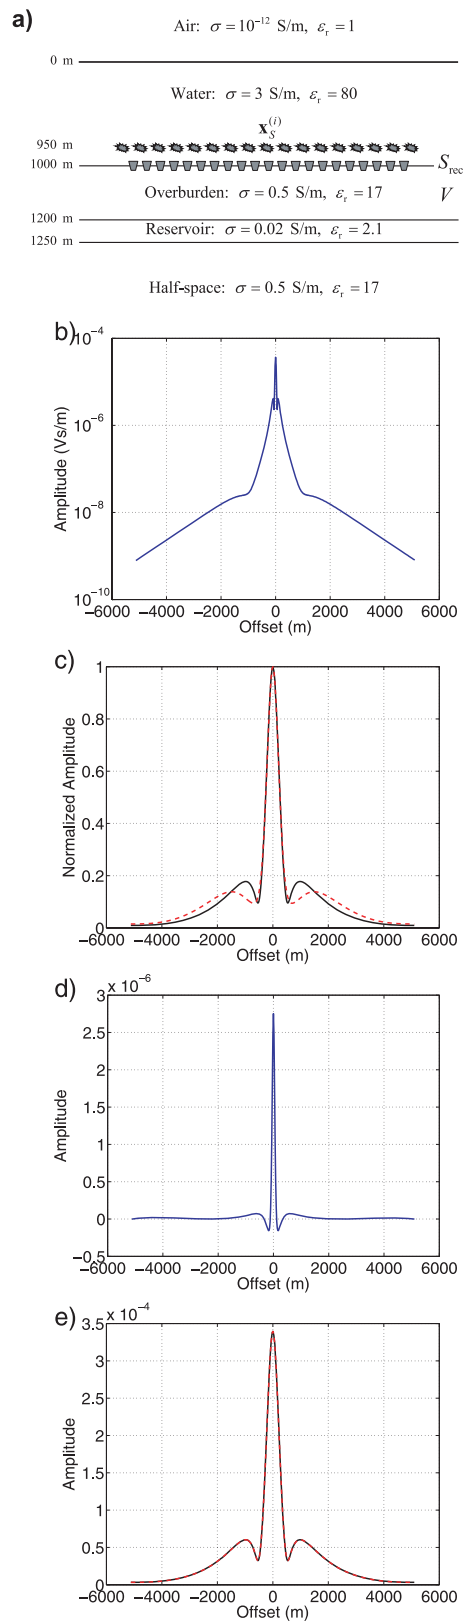 a)
Air: σ = 10⁻¹² S/m, εᵣ = 1
0 m
Water: σ = 3 S/m, εᵣ = 80
x_S^(i)
950 m
1000 m
S_rec
Overburden: σ = 0.5 S/m, εᵣ = 17
V
1200 m
Reservoir: σ = 0.02 S/m, εᵣ = 2.1
1250 m
Half-space: σ = 0.5 S/m, εᵣ = 17
b)
10⁻⁴
10⁻⁶
10⁻⁸
10⁻¹⁰
Amplitude (Vs/m)
−6000 −4000 −2000 0 2000 4000 6000
Offset (m)
c)
1
0.8
0.6
0.4
0.2
0
Normalized Amplitude
−6000 −4000 −2000 0 2000 4000 6000
Offset (m)
d)
x 10⁻⁶
3
2.5
2
1.5
1
0.5
0
−0.5
Amplitude
−6000 −4000 −2000 0 2000 4000 6000
Offset (m)
e)
x 10⁻⁴
3.5
3
2.5
2
1.5
1
0.5
0
Amplitude
−6000 −4000 −2000 0 2000 4000 6000
Offset (m)